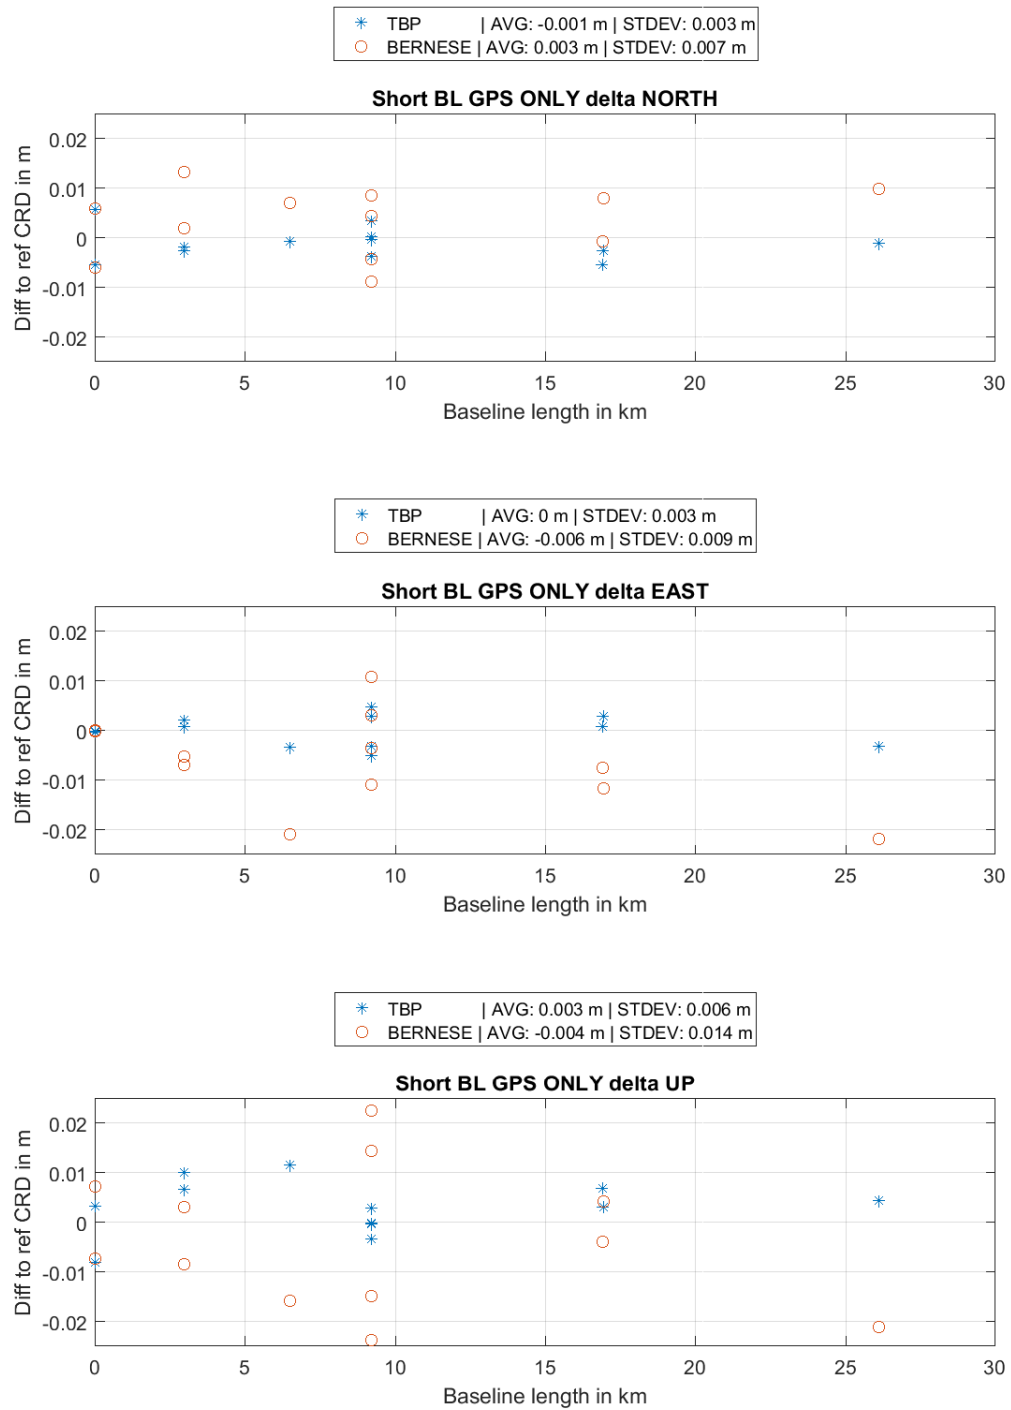 TBP | AVG: -0.001 m | STDEV: 0.003 m
BERNESE | AVG: 0.003 m | STDEV: 0.007 m
Short BL GPS ONLY delta NORTH
0.02
0.01
0
-0.01
-0.02
Diff to ref CRD in m
0 5 10 15 20 25 30
Baseline length in km
TBP | AVG: 0 m | STDEV: 0.003 m
BERNESE | AVG: -0.006 m | STDEV: 0.009 m
Short BL GPS ONLY delta EAST
0.02
0.01
0
-0.01
-0.02
Diff to ref CRD in m
0 5 10 15 20 25 30
Baseline length in km
TBP | AVG: 0.003 m | STDEV: 0.006 m
BERNESE | AVG: -0.004 m | STDEV: 0.014 m
Short BL GPS ONLY delta UP
0.02
0.01
0
-0.01
-0.02
Diff to ref CRD in m
0 5 10 15 20 25 30
Baseline length in km